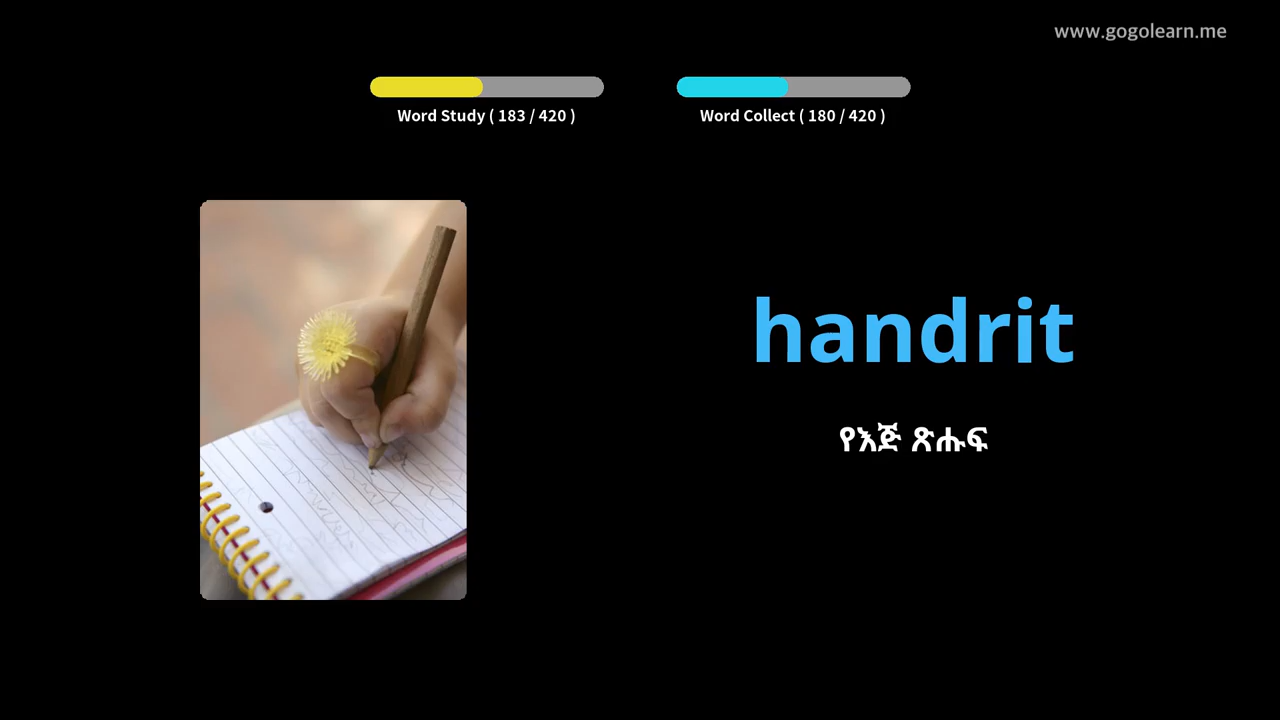 www.gogolearn.me
Word Study ( 183 / 420 )
Word Collect ( 180 / 420 )
handrit
የእጅ ጽሑፍ